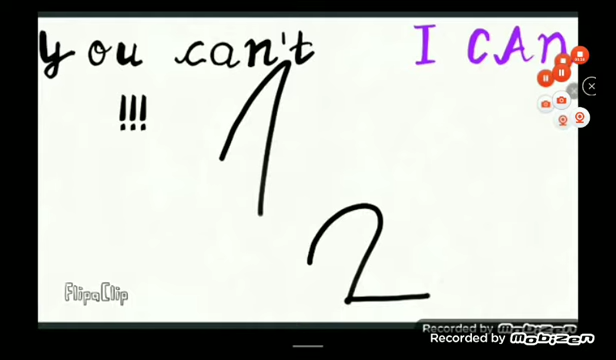 you can't I CAN
!!!
1
2
FlipaClip
Recorded by Mobizen
Recorded by Mobizen